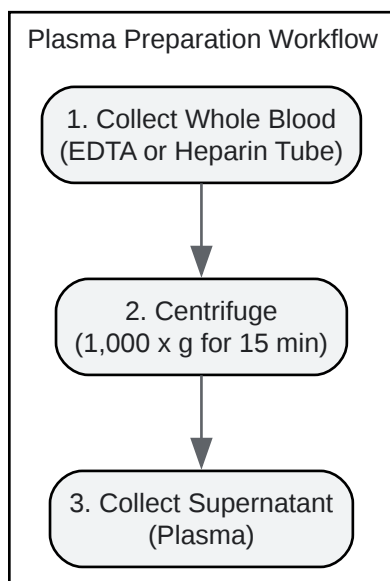 Plasma Preparation Workflow
1. Collect Whole Blood
(EDTA or Heparin Tube)
2. Centrifuge
(1,000 x g for 15 min)
3. Collect Supernatant
(Plasma)